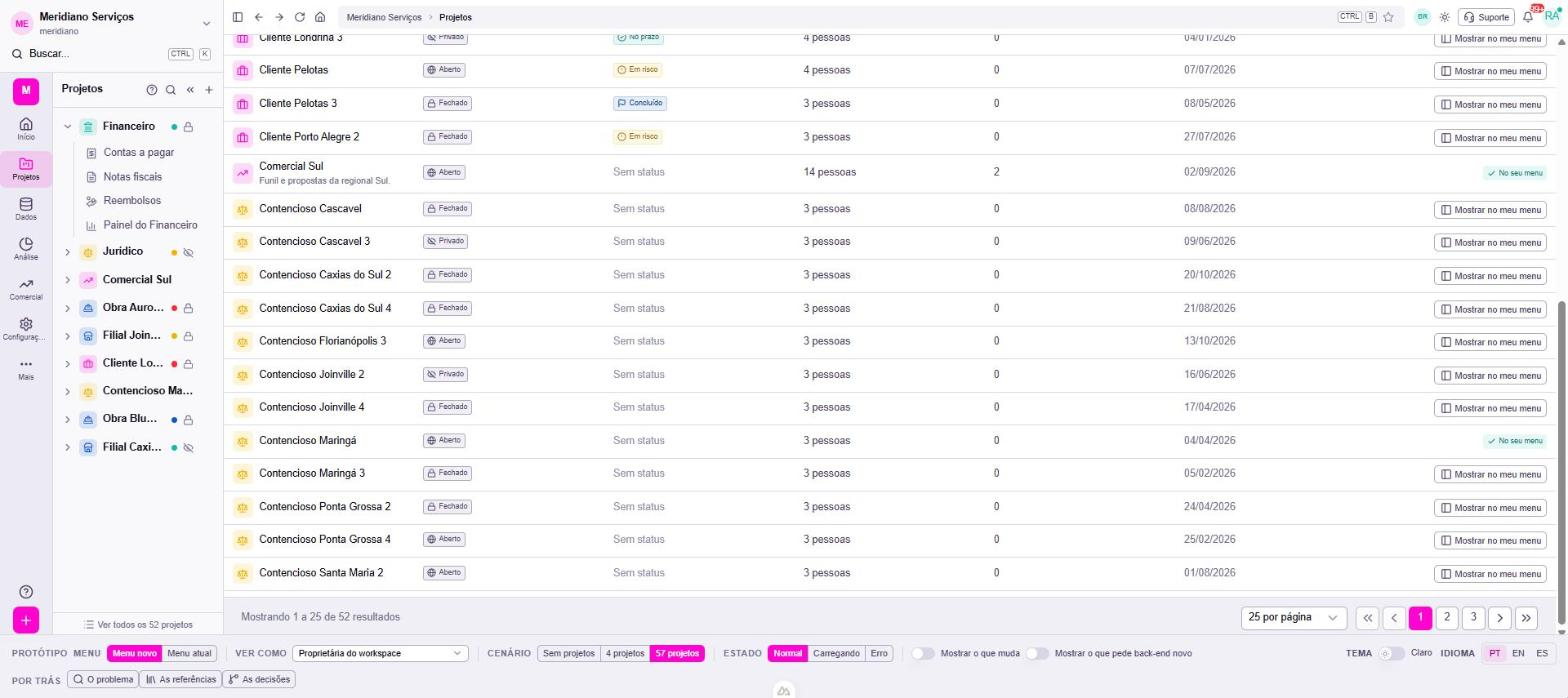 ME Meridiano Serviços
meridiano
Buscar... CTRL K
Meridiano Serviços > Projetos CTRL B BR Suporte 99+ RA
M
Início
Projetos
Dados
Análise
Comercial
Configuraç...
Mais
Projetos
Financeiro
Contas a pagar
Notas fiscais
Reembolsos
Painel do Financeiro
Jurídico
Comercial Sul
Obra Auro...
Filial Join...
Cliente Lo...
Contencioso Ma...
Obra Blu...
Filial Caxi...
Ver todos os 52 projetos
Cliente Londrina 3 Privado No prazo 4 pessoas 0 04/01/2026 Mostrar no meu menu
Cliente Pelotas Aberto Em risco 4 pessoas 0 07/07/2026 Mostrar no meu menu
Cliente Pelotas 3 Fechado Concluído 3 pessoas 0 08/05/2026 Mostrar no meu menu
Cliente Porto Alegre 2 Fechado Em risco 3 pessoas 0 27/07/2026 Mostrar no meu menu
Comercial Sul Aberto Sem status 14 pessoas 2 02/09/2026 No seu menu
Funil e propostas da regional Sul.
Contencioso Cascavel Fechado Sem status 3 pessoas 0 08/08/2026 Mostrar no meu menu
Contencioso Cascavel 3 Privado Sem status 3 pessoas 0 09/06/2026 Mostrar no meu menu
Contencioso Caxias do Sul 2 Fechado Sem status 3 pessoas 0 20/10/2026 Mostrar no meu menu
Contencioso Caxias do Sul 4 Fechado Sem status 3 pessoas 0 21/08/2026 Mostrar no meu menu
Contencioso Florianópolis 3 Aberto Sem status 3 pessoas 0 13/10/2026 Mostrar no meu menu
Contencioso Joinville 2 Privado Sem status 3 pessoas 0 16/06/2026 Mostrar no meu menu
Contencioso Joinville 4 Fechado Sem status 3 pessoas 0 17/04/2026 Mostrar no meu menu
Contencioso Maringá Aberto Sem status 3 pessoas 0 04/04/2026 No seu menu
Contencioso Maringá 3 Fechado Sem status 3 pessoas 0 05/02/2026 Mostrar no meu menu
Contencioso Ponta Grossa 2 Fechado Sem status 3 pessoas 0 24/04/2026 Mostrar no meu menu
Contencioso Ponta Grossa 4 Aberto Sem status 3 pessoas 0 25/02/2026 Mostrar no meu menu
Contencioso Santa Maria 2 Aberto Sem status 3 pessoas 0 01/08/2026 Mostrar no meu menu
Mostrando 1 a 25 de 52 resultados 25 por página 1 2 3
PROTÓTIPO MENU Menu novo Menu atual VER COMO Proprietária do workspace CENÁRIO Sem projetos 4 projetos 57 projetos ESTADO Normal Carregando Erro Mostrar o que muda Mostrar o que pede back-end novo TEMA Claro IDIOMA PT EN ES
POR TRÁS O problema As referências As decisões